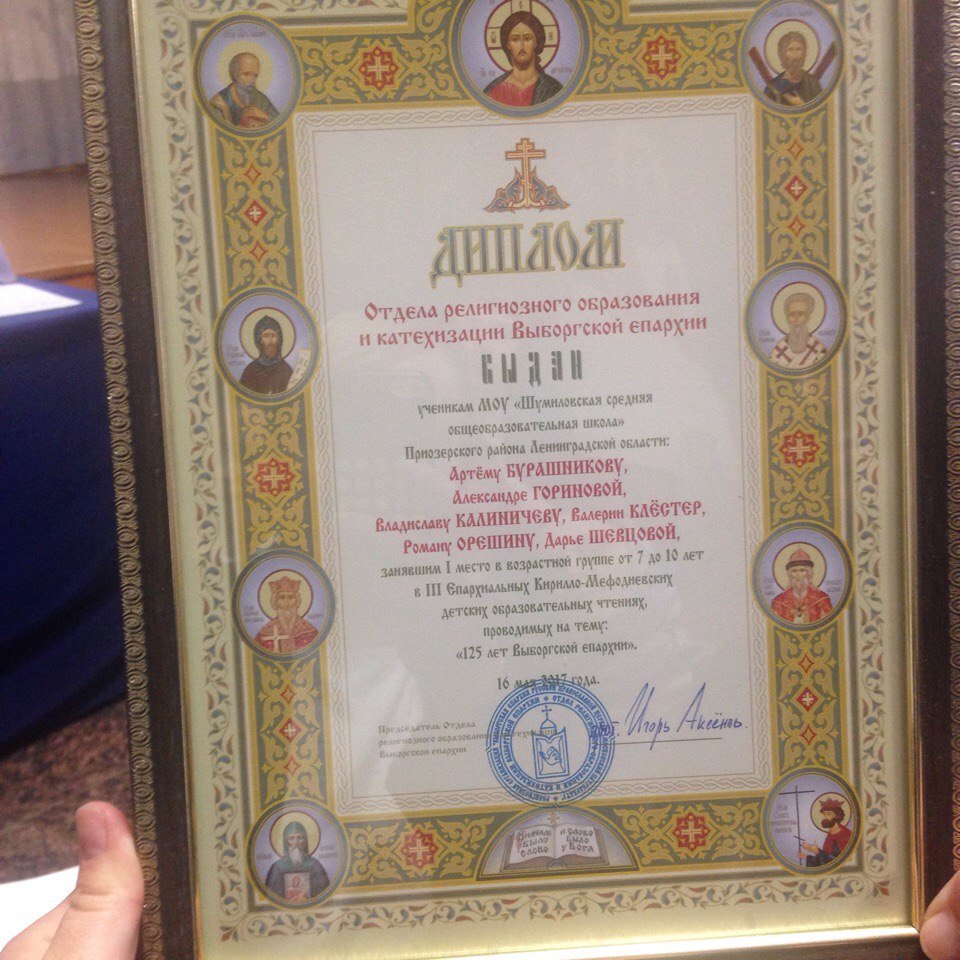 ДИПЛОМ
Отдела религиозного образования
и катехизации Выборгской епархии
ВЫДАН
ученикам МОУ «Шумиловская средняя
общеобразовательная школа»
Приозерского района Ленинградской области:
Артёму БУРАШНИКОВУ,
Александре ГОРИНОВОЙ,
Владиславу КАЛИНИЧЕВУ, Валерии КЛЁСТЕР,
Роману ОРЕШИНУ, Дарье ШЕВЦОВОЙ,
занявшим I место в возрастной группе от 7 до 10 лет
в III Епархиальных Кирилло-Мефодиевских
детских образовательных чтениях,
проводимых на тему:
«125 лет Выборгской епархии».
16 мая 2017 года.
Председатель Отдела
религиозного образования
Выборгской епархии
Игорь Аксёновъ
ВНАЧАЛЕ БЫЛО СЛОВО
И СЛОВО БЫЛО У БОГА